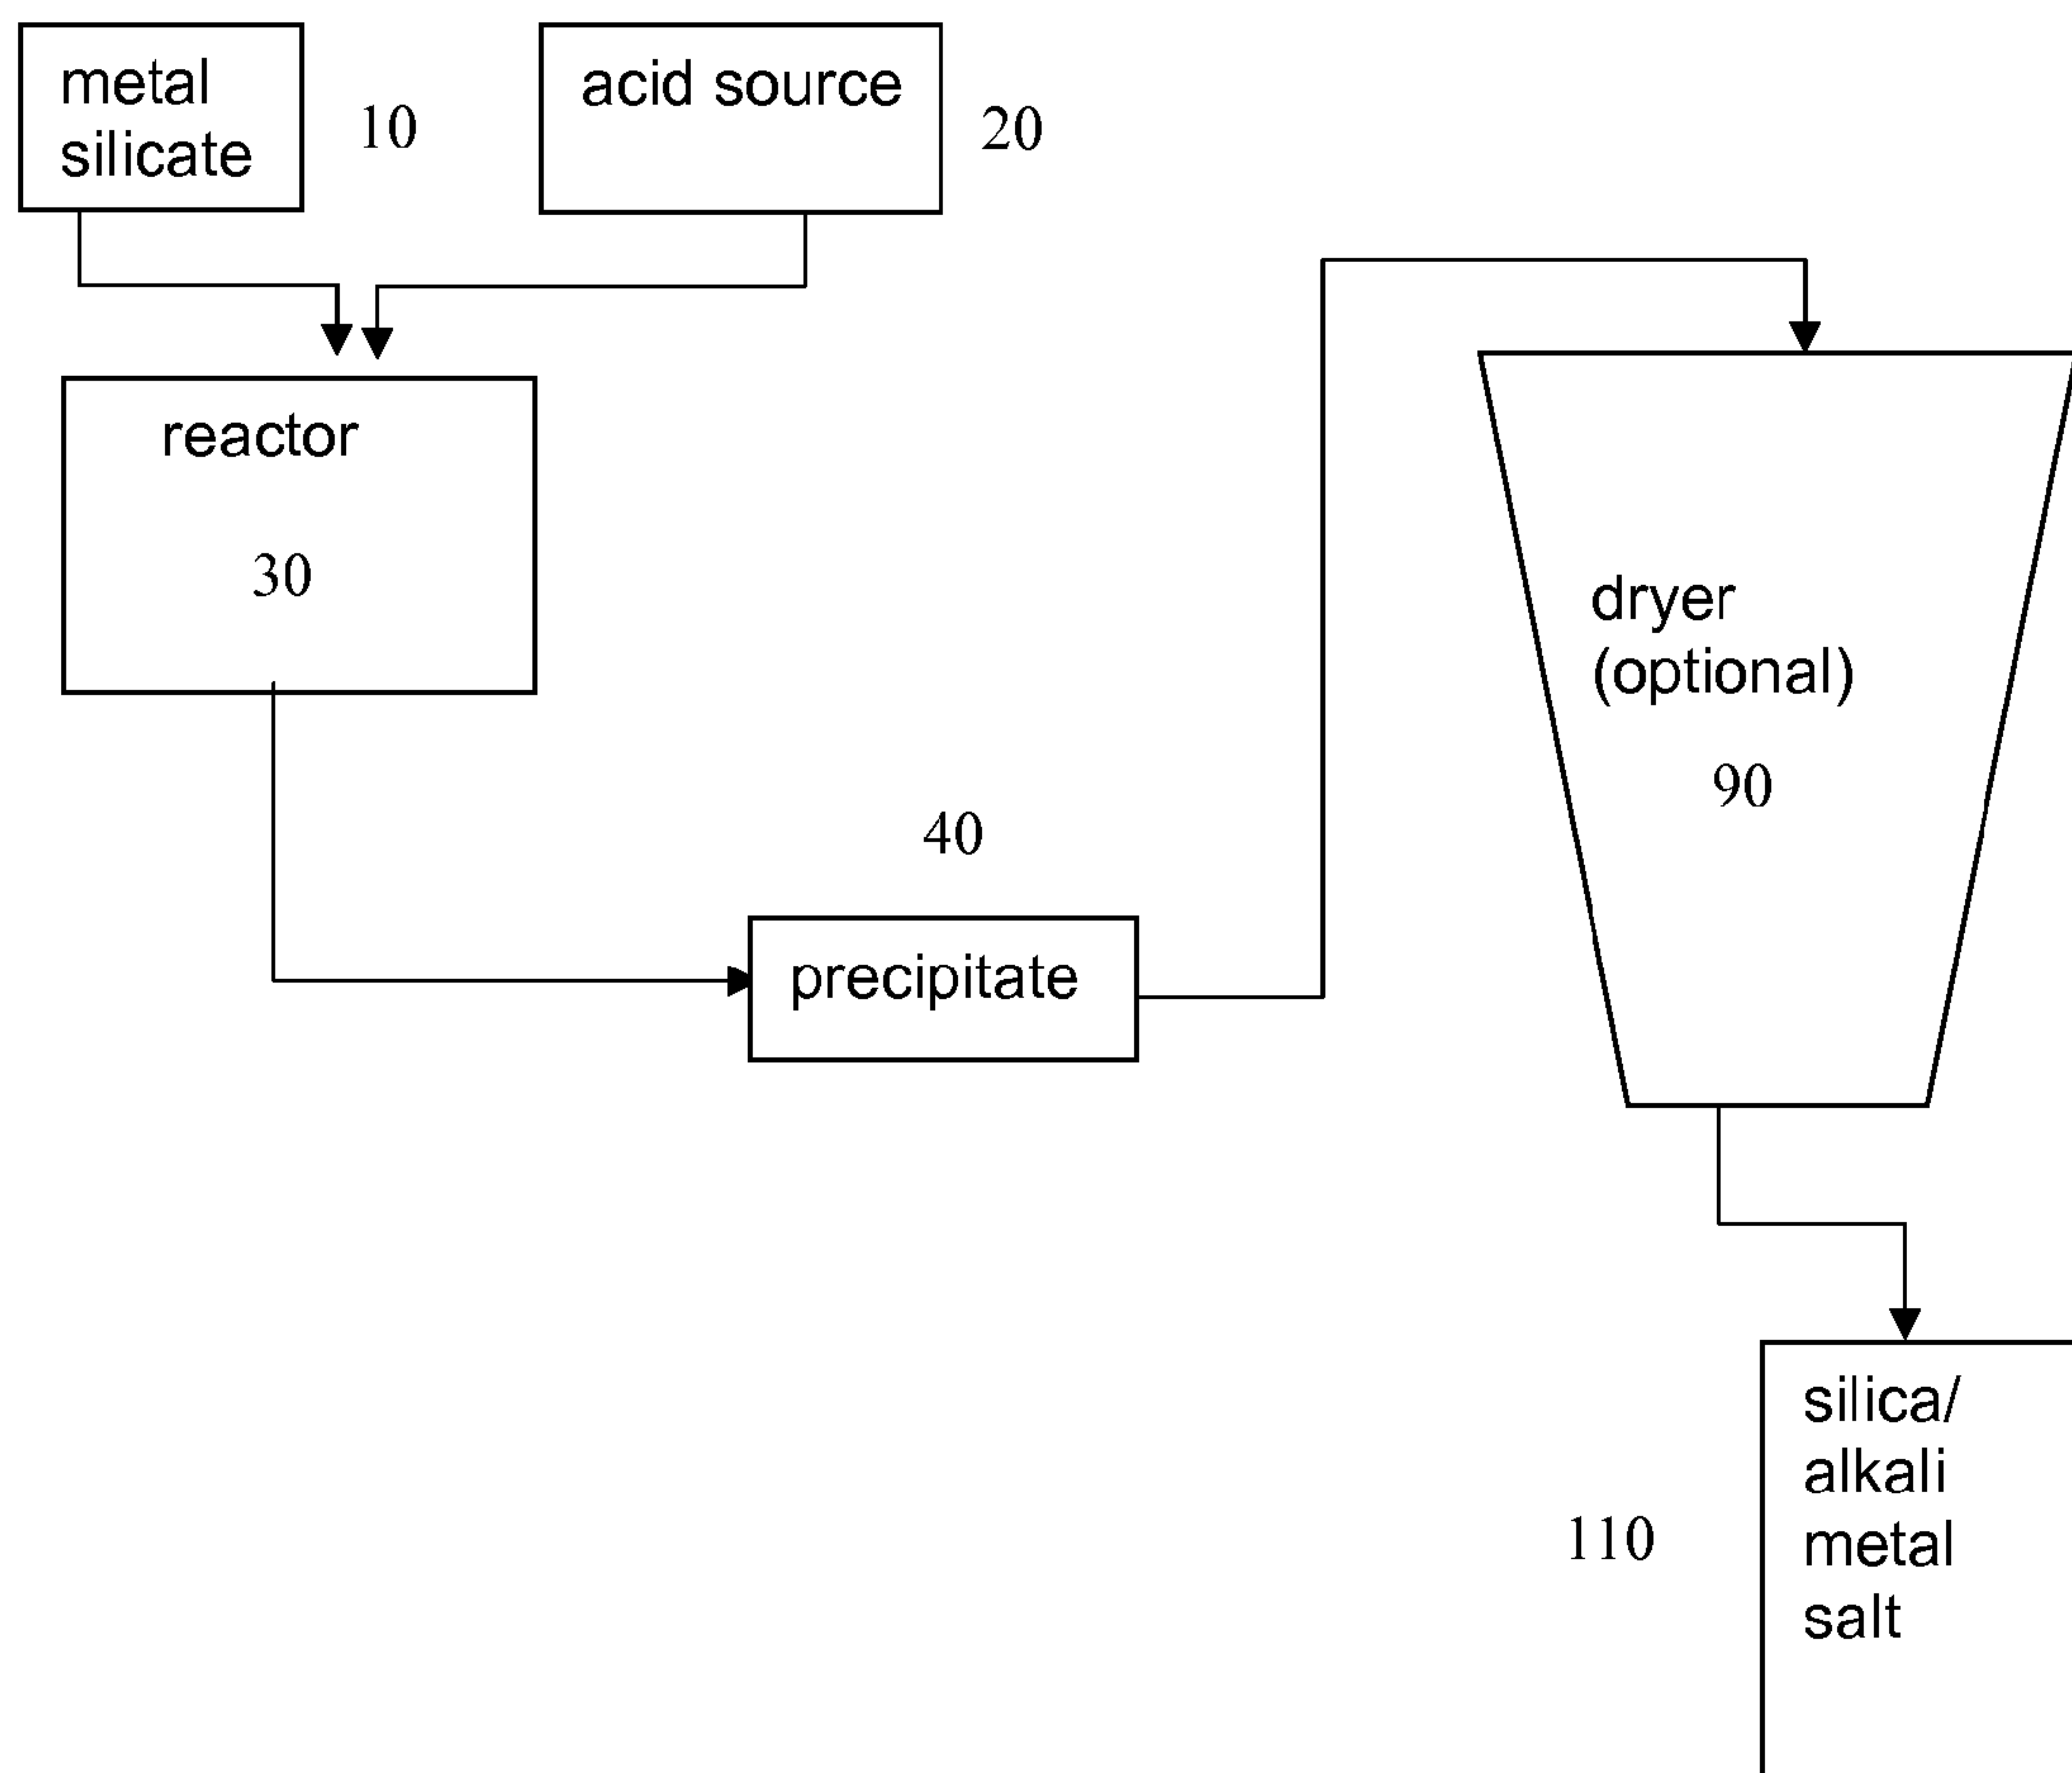 metal
silicate
10
acid source
20
reactor
30
40
precipitate
dryer
(optional)
90
silica/
alkali
metal
salt
110